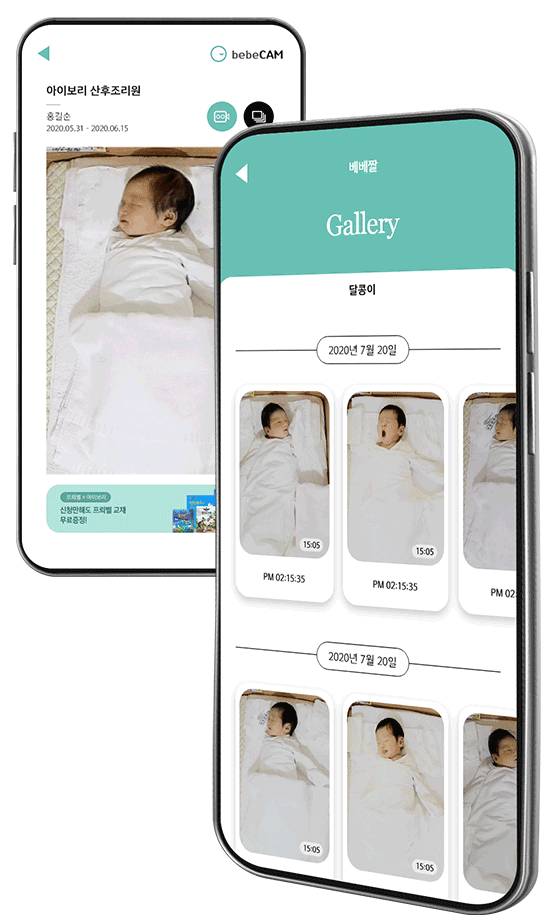 bebeCAM
아이보리 산후조리원
홍길순
2020.05.31 - 2020.06.15
프뢰벨 × 아이보리
신청만해도 프뢰벨 교재
무료증정!
베베짤
Gallery
달콩이
2020년 7월 20일
15:05
15:05
PM 02:15:35
PM 02:15:35
PM 02
2020년 7월 20일
15:05
15:05